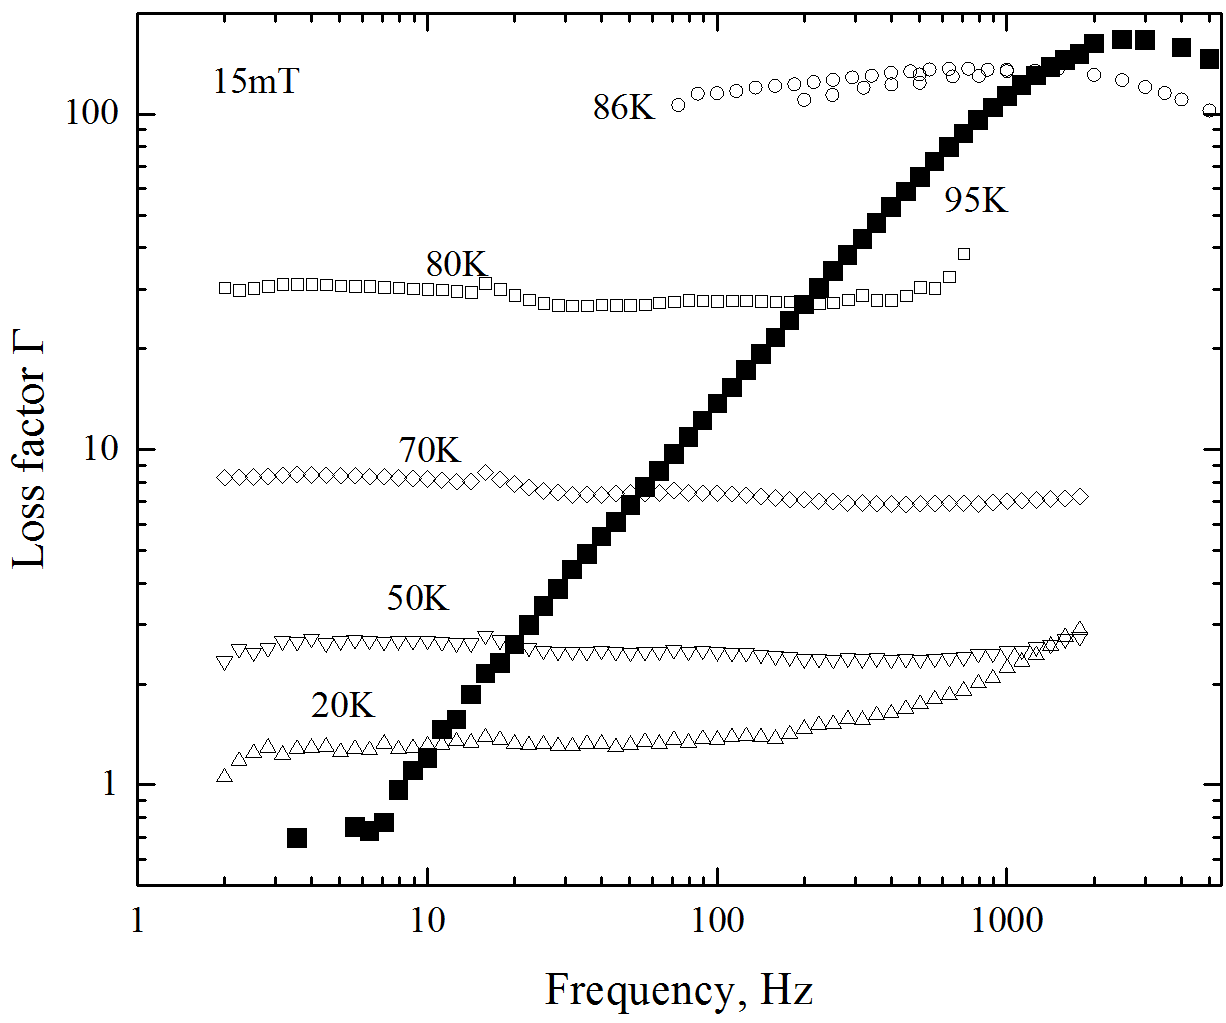 15mT
86K
100
95K
80K
Loss factor Γ
70K
10
50K
20K
1
1 10 100 1000
Frequency, Hz